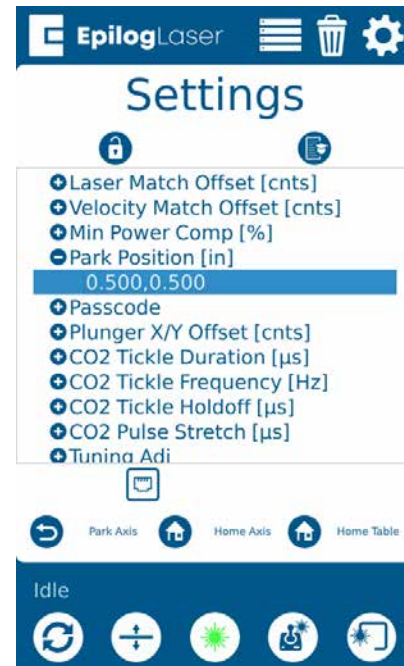 EpilogLaser
Settings
Laser Match Offset [cnts]
Velocity Match Offset [cnts]
Min Power Comp [%]
Park Position [in]
0.500,0.500
Passcode
Plunger X/Y Offset [cnts]
CO2 Tickle Duration [µs]
CO2 Tickle Frequency [Hz]
CO2 Tickle Holdoff [µs]
CO2 Pulse Stretch [µs]
Tuning Adj
Park Axis Home Axis Home Table
Idle